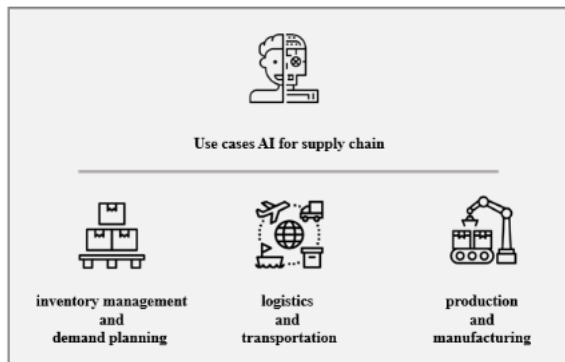 Use cases AI for supply chain
inventory management
and
demand planning
logistics
and
transportation
production
and
manufacturing